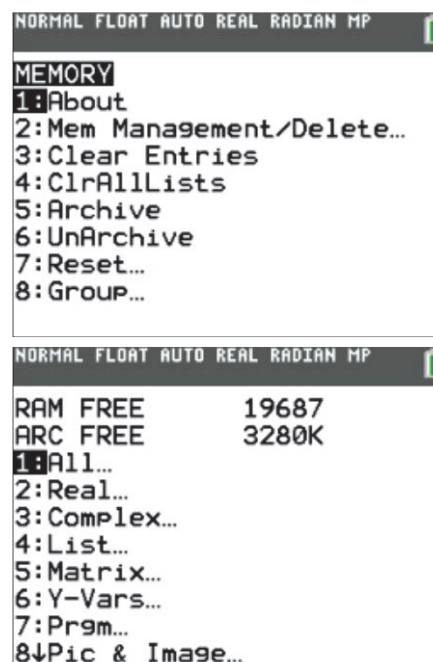 NORMAL FLOAT AUTO REAL RADIAN MP
MEMORY
1:About
2:Mem Management/Delete…
3:Clear Entries
4:ClrAllLists
5:Archive
6:UnArchive
7:Reset…
8:Group…
NORMAL FLOAT AUTO REAL RADIAN MP
RAM FREE 19687
ARC FREE 3280K
1:All…
2:Real…
3:Complex…
4:List…
5:Matrix…
6:Y-Vars…
7:Prgm…
8↓Pic & Image…